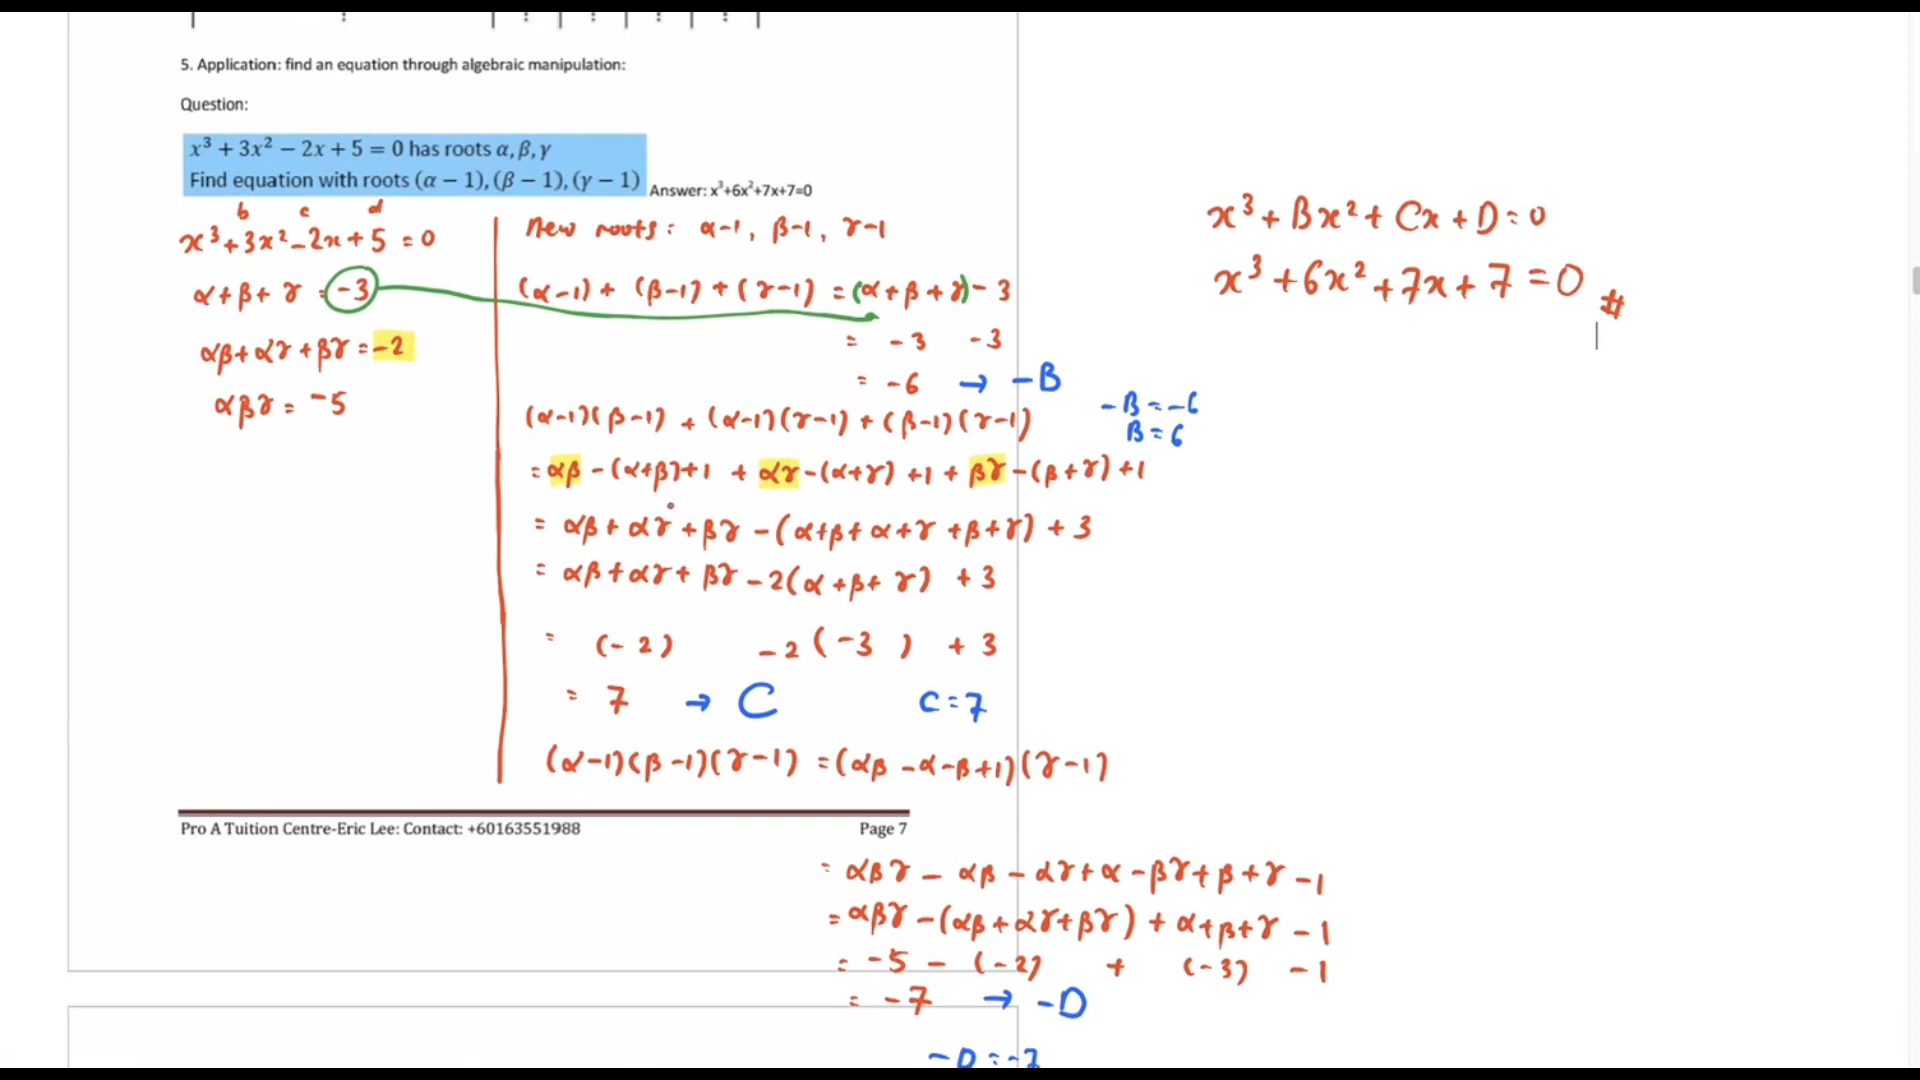 5. Application: find an equation through algebraic manipulation:
Question:
x³ + 3x² − 2x + 5 = 0 has roots α, β, γ
Find equation with roots (α − 1), (β − 1), (γ − 1)
Answer: x³+6x²+7x+7=0
b c d
x³ + 3x² − 2x + 5 = 0
α + β + γ = −3
αβ + αγ + βγ = −2
αβγ = −5
New roots: α−1, β−1, γ−1
(α−1) + (β−1) + (γ−1) = (α + β + γ) − 3
= −3 −3
= −6 → −B
−B = −6
B = 6
(α−1)(β−1) + (α−1)(γ−1) + (β−1)(γ−1)
= αβ − (α+β) + 1 + αγ − (α+γ) + 1 + βγ − (β+γ) + 1
= αβ + αγ + βγ − (α+β+α+γ+β+γ) + 3
= αβ + αγ + βγ − 2(α + β + γ) + 3
= (−2) −2(−3) + 3
= 7 → C C = 7
(α−1)(β−1)(γ−1) = (αβ − α − β + 1)(γ−1)
Pro A Tuition Centre-Eric Lee: Contact: +60163551988 Page 7
= αβγ − αβ − αγ + α − βγ + β + γ − 1
= αβγ − (αβ + αγ + βγ) + α + β + γ − 1
= −5 − (−2) + (−3) − 1
= −7 → −D
−D = −7
x³ + Bx² + Cx + D = 0
x³ + 6x² + 7x + 7 = 0 #